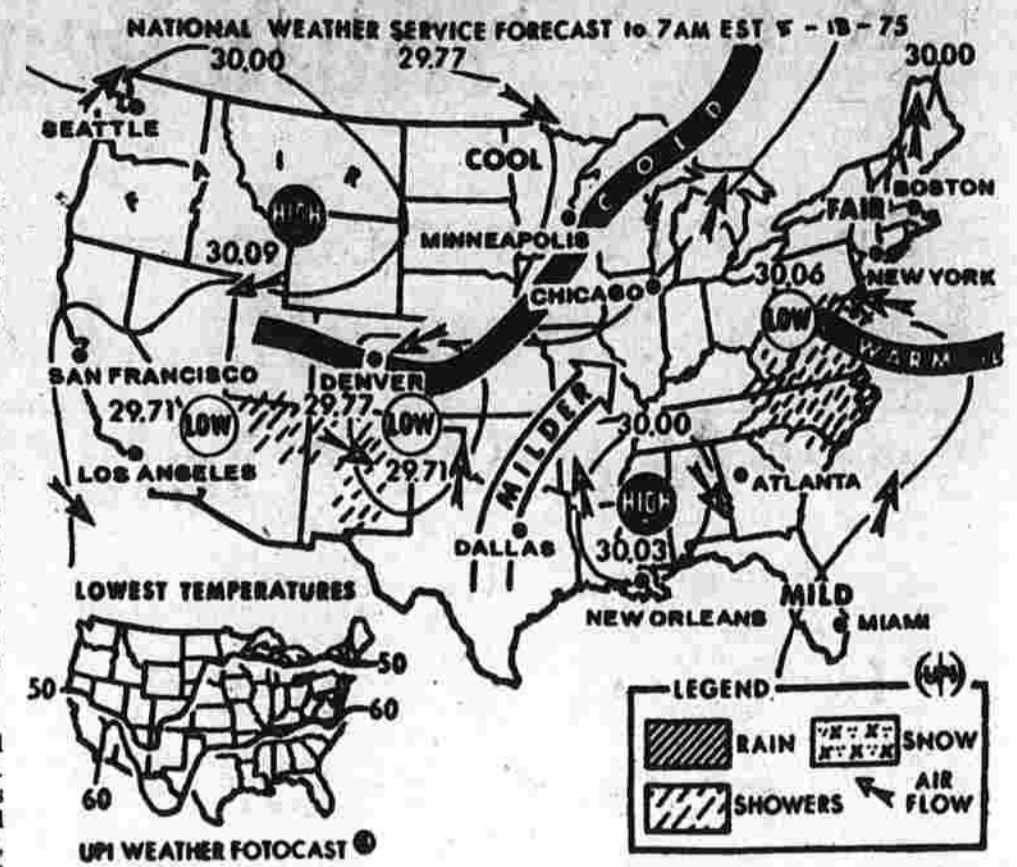 NATIONAL WEATHER SERVICE FORECAST to 7AM EST 5-18-75
30.00 29.77 30.00
SEATTLE
COLD
COOL
FAIR
HIGH
BOSTON
FAIR
MINNEAPOLIS
30.09
NEW YORK
30.06
CHICAGO
LOW
WARM
SAN FRANCISCO
DENVER
29.71
LOW
29.77
LOW
30.00
LOS ANGELES
29.71
MILDER
HIGH
ATLANTA
DALLAS
30.03
LOWEST TEMPERATURES
NEW ORLEANS
MILD
MIAMI
50
50
60
60
LEGEND
UPI
RAIN
SNOW
SHOWERS
AIR
FLOW
UPI WEATHER FOTOCAST